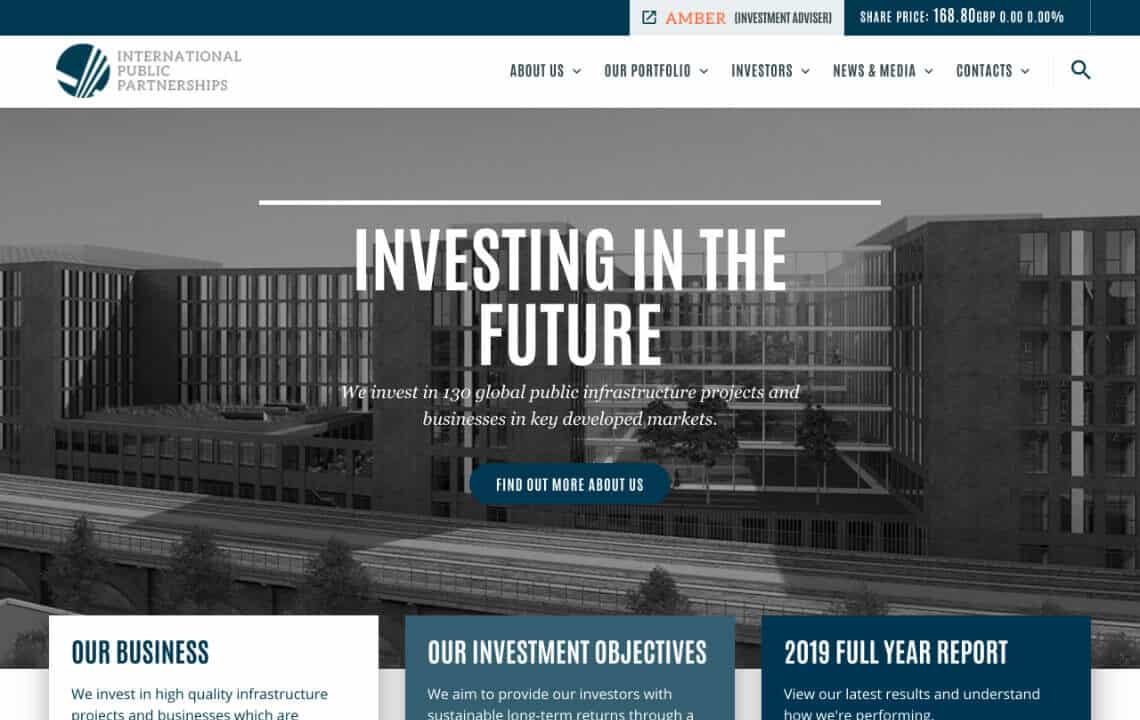 AMBER (INVESTMENT ADVISER)
SHARE PRICE: 168.80GBP 0.00 0.00%
INTERNATIONAL
PUBLIC
PARTNERSHIPS
ABOUT US
OUR PORTFOLIO
INVESTORS
NEWS & MEDIA
CONTACTS
INVESTING IN THE
FUTURE
We invest in 130 global public infrastructure projects and
businesses in key developed markets.
FIND OUT MORE ABOUT US
OUR BUSINESS
We invest in high quality infrastructure
projects and businesses which are
OUR INVESTMENT OBJECTIVES
We aim to provide our investors with
sustainable long-term returns through a
2019 FULL YEAR REPORT
View our latest results and understand
how we're performing.